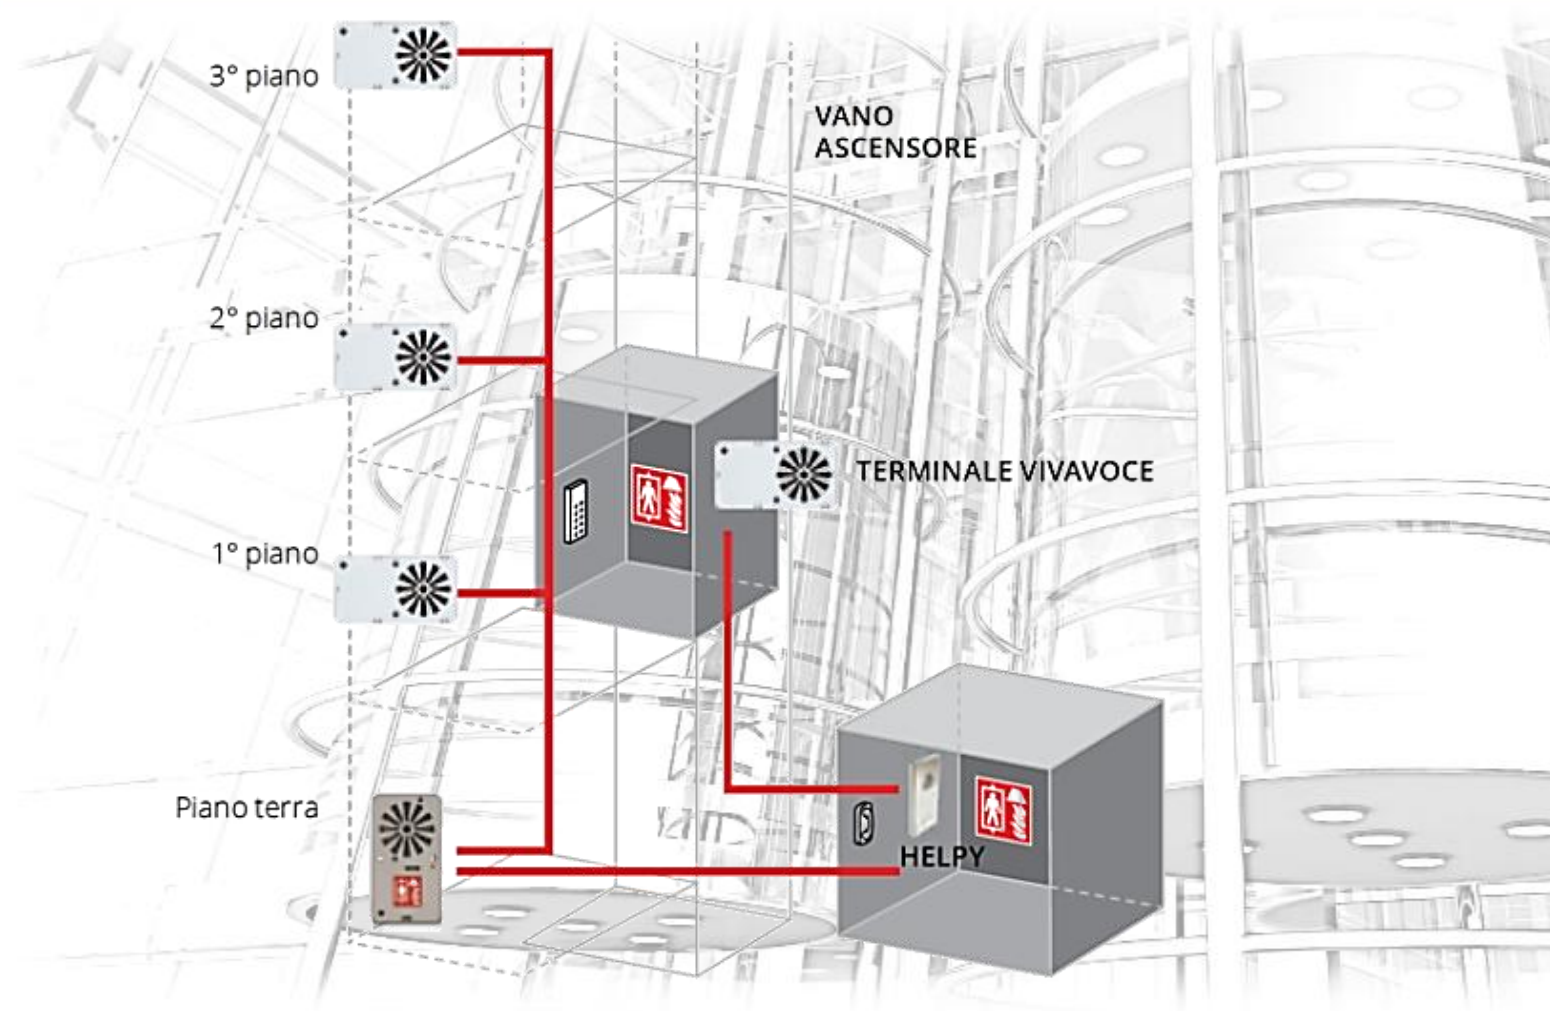 3° piano
VANO
ASCENSORE
2° piano
TERMINALE VIVAVOCE
1° piano
Piano terra
HELPY